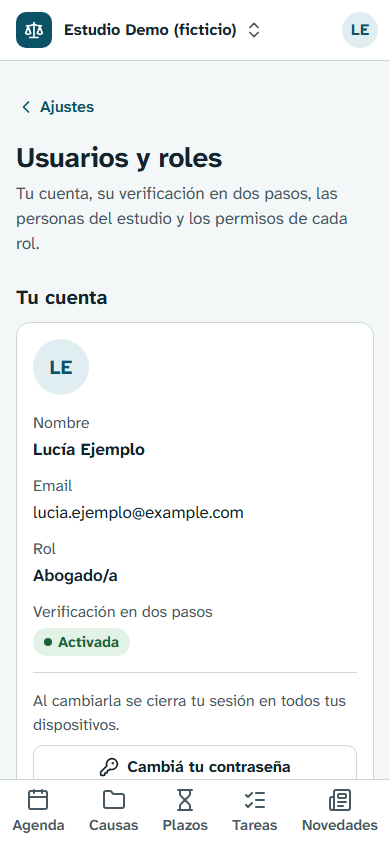 Estudio Demo (ficticio)
LE
Ajustes
Usuarios y roles
Tu cuenta, su verificación en dos pasos, las
personas del estudio y los permisos de cada
rol.
Tu cuenta
LE
Nombre
Lucía Ejemplo
Email
lucia.ejemplo@example.com
Rol
Abogado/a
Verificación en dos pasos
Activada
Al cambiarla se cierra tu sesión en todos tus
dispositivos.
Cambiá tu contraseña
Agenda
Causas
Plazos
Tareas
Novedades